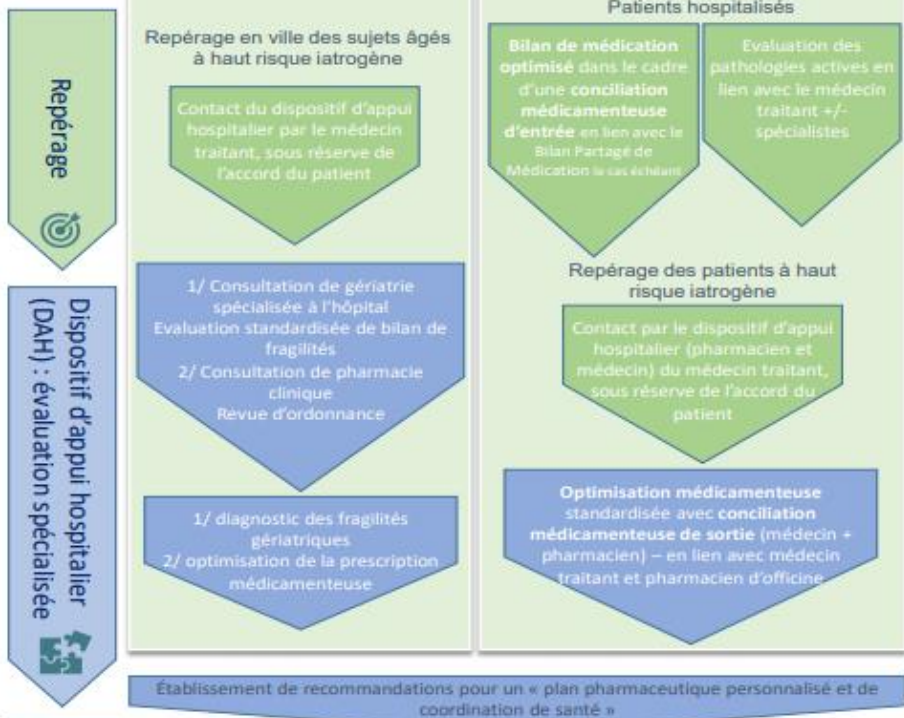 Repérage
Dispositif d'appui hospitalier
(DAH) : évaluation spécialisée
Repérage en ville des sujets âgés
à haut risque iatrogène
Contact du dispositif d'appui
hospitalier par le médecin
traitant, sous réserve de
l'accord du patient
1/ Consultation de gériatrie
spécialisée à l'hôpital
Evaluation standardisée de bilan de
fragilités
2/ Consultation de pharmacie
clinique
Revue d'ordonnance
1/ diagnostic des fragilités
gériatriques
2/ optimisation de la prescription
médicamenteuse
Patients hospitalisés
Bilan de médication
optimisé dans le cadre
d'une conciliation
médicamenteuse
d'entrée en lien avec le
Bilan Partagé de
Médication le cas échéant
Evaluation des
pathologies actives en
lien avec le médecin
traitant +/-
spécialistes
Repérage des patients à haut
risque iatrogène
Contact par le dispositif d'appui
hospitalier (pharmacien et
médecin) du médecin traitant,
sous réserve de l'accord du
patient
Optimisation médicamenteuse
standardisée avec conciliation
médicamenteuse de sortie (médecin +
pharmacien) – en lien avec médecin
traitant et pharmacien d'officine
Établissement de recommandations pour un « plan pharmaceutique personnalisé et de
coordination de santé »